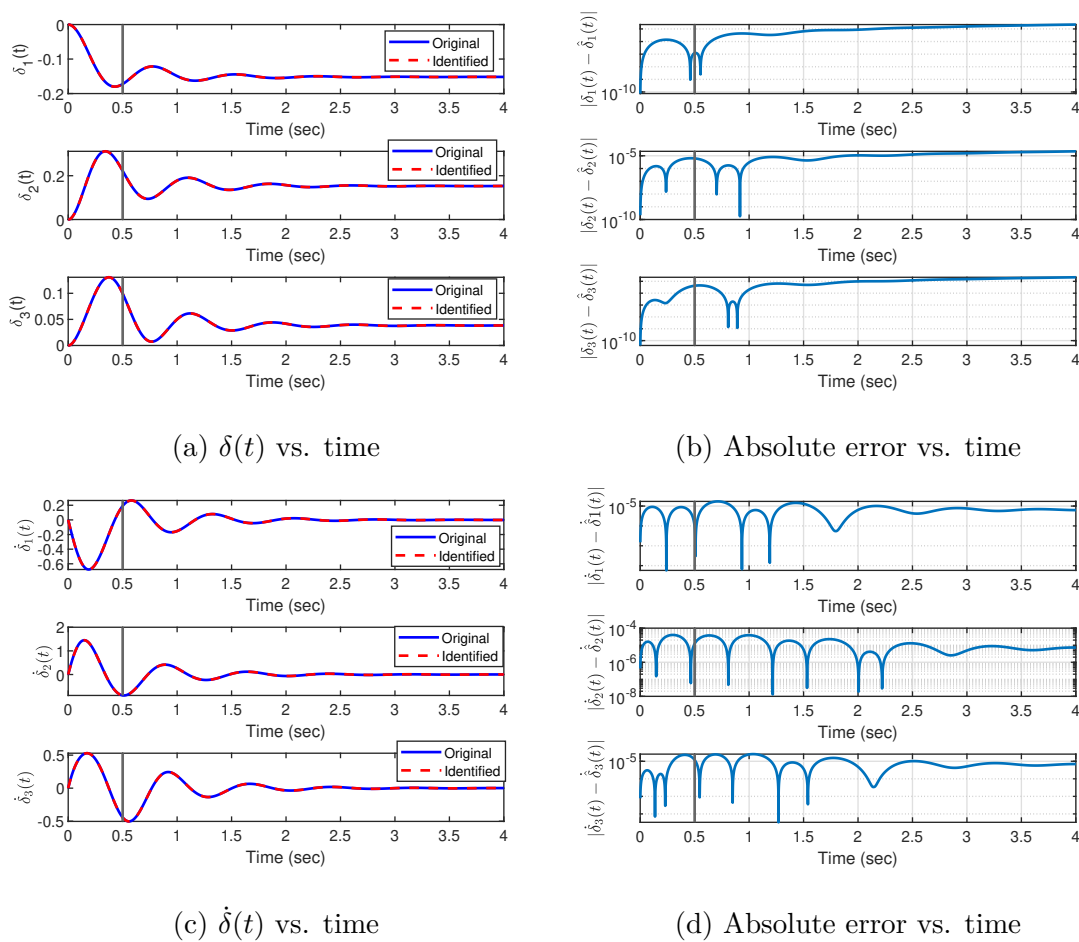 δ₁(t)
0
-0.1
-0.2
Original
Identified
0 0.5 1 1.5 2 2.5 3 3.5 4
Time (sec)
δ₂(t)
0.2
0
Original
Identified
0 0.5 1 1.5 2 2.5 3 3.5 4
Time (sec)
δ₃(t)
0.1
0.05
0
Original
Identified
0 0.5 1 1.5 2 2.5 3 3.5 4
Time (sec)
(a) δ(t) vs. time
|δ₁(t) − δ̂₁(t)|
10⁻¹⁰
0 0.5 1 1.5 2 2.5 3 3.5 4
Time (sec)
|δ₂(t) − δ̂₂(t)|
10⁻⁵
10⁻¹⁰
0 0.5 1 1.5 2 2.5 3 3.5 4
Time (sec)
|δ₃(t) − δ̂₃(t)|
10⁻¹⁰
0 0.5 1 1.5 2 2.5 3 3.5 4
Time (sec)
(b) Absolute error vs. time
δ̇₁(t)
0.2
0
-0.2
-0.4
-0.6
Original
Identified
0 0.5 1 1.5 2 2.5 3 3.5 4
Time (sec)
δ̇₂(t)
2
1
0
Original
Identified
0 0.5 1 1.5 2 2.5 3 3.5 4
Time (sec)
δ̇₃(t)
0.5
0
-0.5
Original
Identified
0 0.5 1 1.5 2 2.5 3 3.5 4
Time (sec)
(c) δ̇(t) vs. time
|δ̇₁(t) − δ̇̂₁(t)|
10⁻⁵
0 0.5 1 1.5 2 2.5 3 3.5 4
Time (sec)
|δ̇₂(t) − δ̇̂₂(t)|
10⁻⁴
10⁻⁶
10⁻⁸
0 0.5 1 1.5 2 2.5 3 3.5 4
Time (sec)
|δ̇₃(t) − δ̇̂₃(t)|
10⁻⁵
0 0.5 1 1.5 2 2.5 3 3.5 4
Time (sec)
(d) Absolute error vs. time